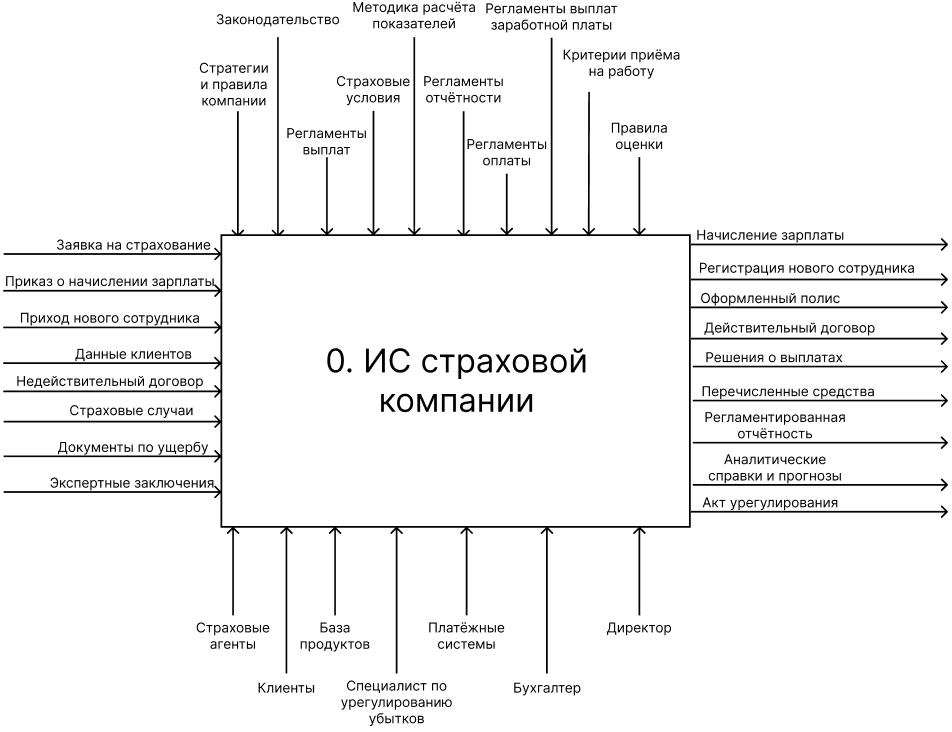 Законодательство
Методика расчёта
показателей
Регламенты выплат
заработной платы
Критерии приёма
на работу
Стратегии
и правила
компании
Страховые
условия
Регламенты
отчётности
Регламенты
выплат
Регламенты
оплаты
Правила
оценки
Заявка на страхование
Приказ о начислении зарплаты
Приход нового сотрудника
Данные клиентов
Недействительный договор
Страховые случаи
Документы по ущербу
Экспертные заключения
0. ИС страховой
компании
Начисление зарплаты
Регистрация нового сотрудника
Оформленный полис
Действительный договор
Решения о выплатах
Перечисленные средства
Регламентированная
отчётность
Аналитические
справки и прогнозы
Акт урегулирования
Страховые
агенты
База
продуктов
Платёжные
системы
Директор
Клиенты
Специалист по
урегулированию
убытков
Бухгалтер